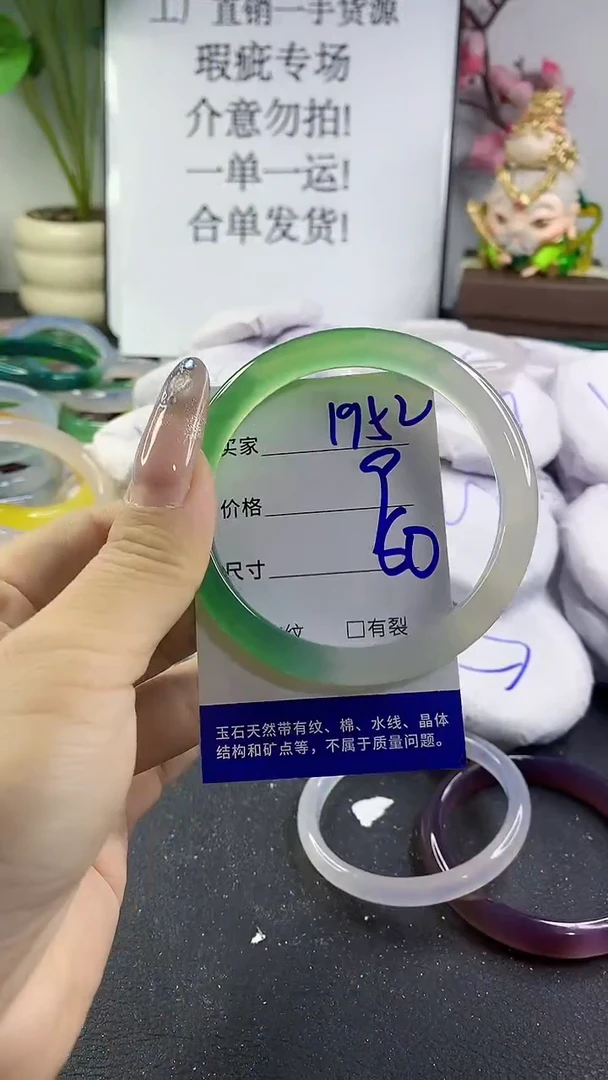 工厂直销一手货源
瑕疵专场
介意勿拍!
一单一运!
合单发货!
买家 1952
价格 9
尺寸 60
纹 □有裂
玉石天然带有纹、棉、水线、晶体
结构和矿点等，不属于质量问题。